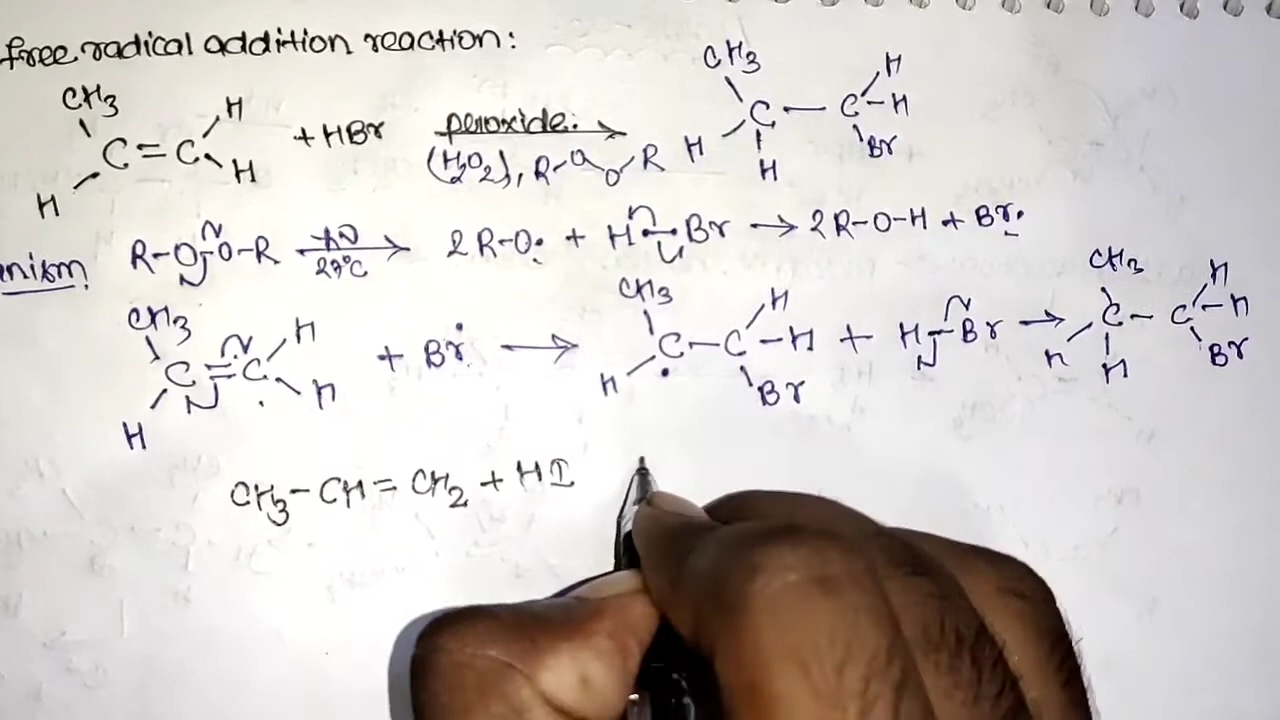 free radical addition reaction:
CH3 H CH3 H
C=C + HBr peroxide: C — C-H
H H (H2O2), R-O O-R H H Br
nism R-O-O-R hν 27°C 2R-O• + H-Br → 2R-O-H + Br•
CH3 H CH3 H CH3 H
C=C + Br• → C-C-H + H-Br → C-C-H
H H H Br H H Br
CH3-CH=CH2 + HI